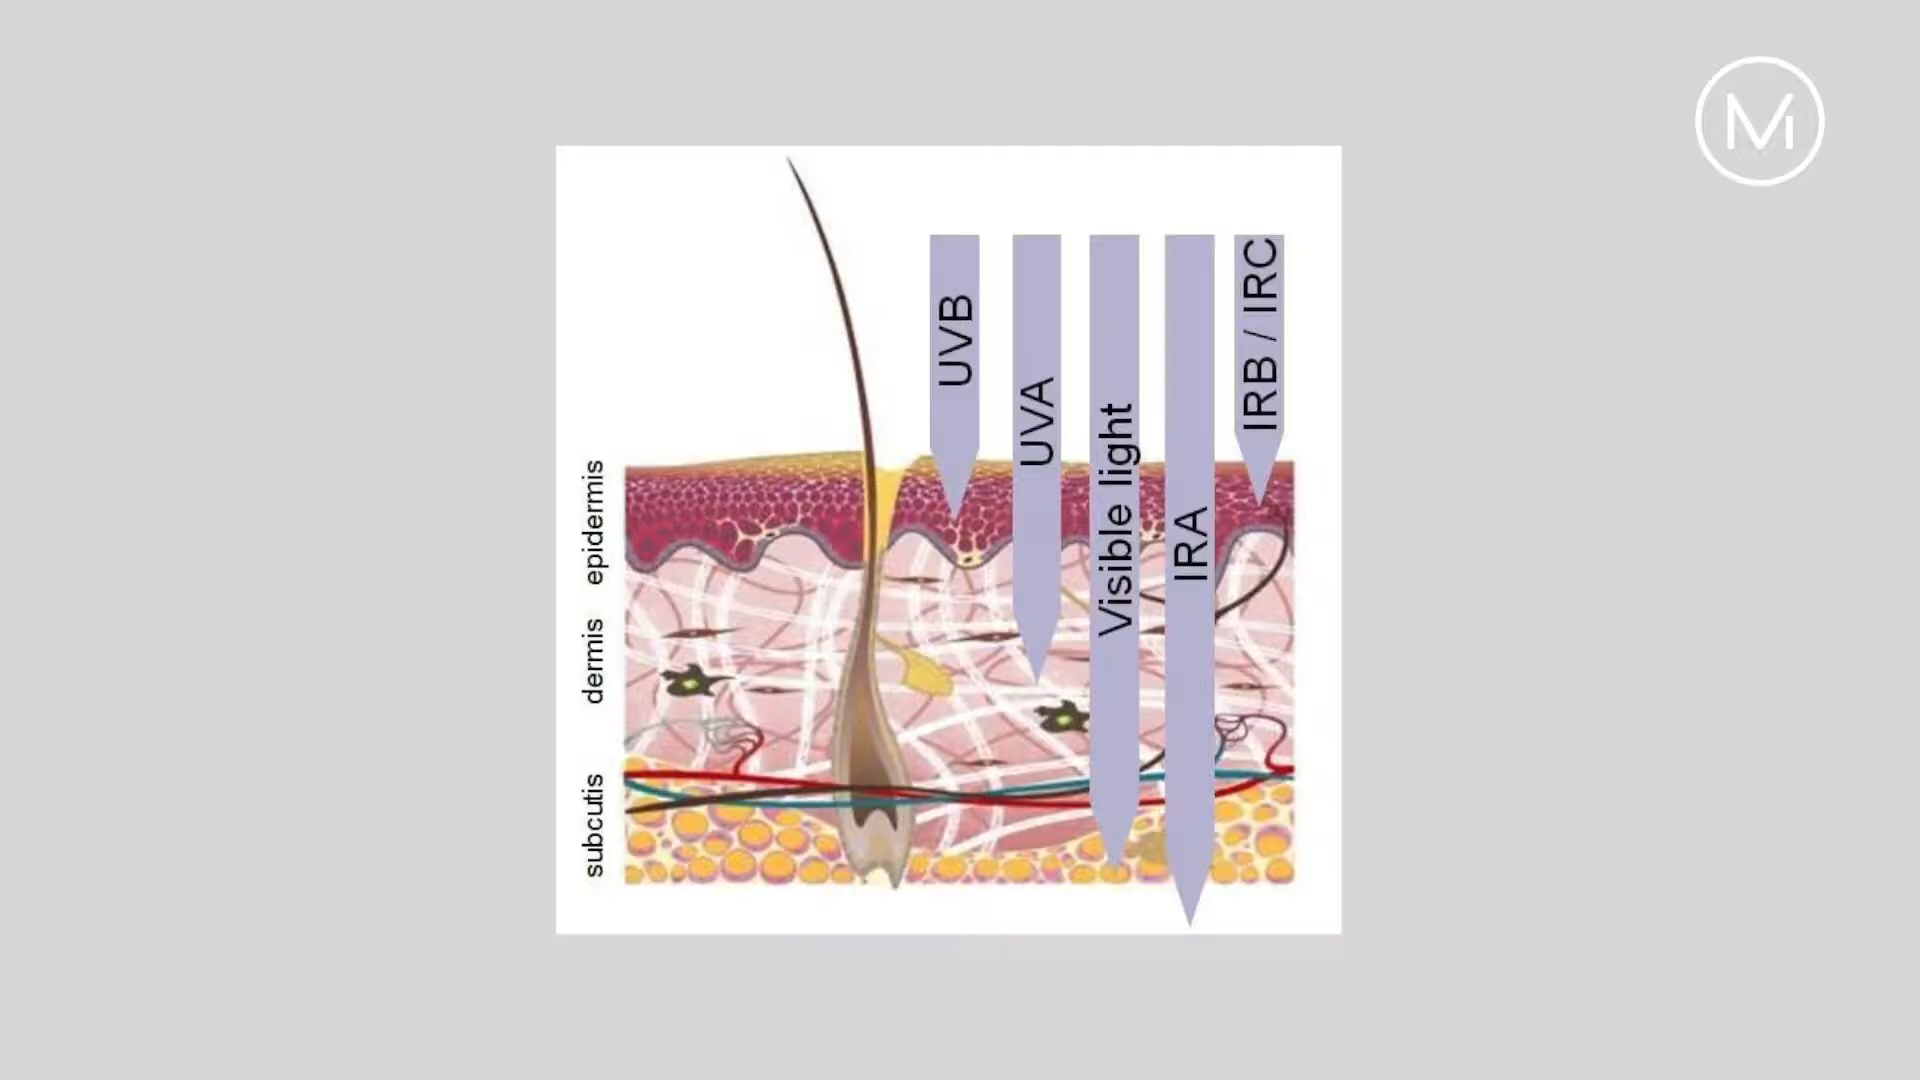 M
epidermis
dermis
subcutis
UVB
UVA
Visible light
IRA
IRB / IRC